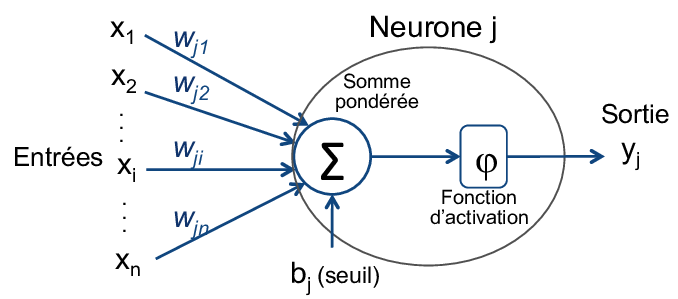 Neurone j
x1
wj1
x2
wj2
Somme
pondérée
Entrées
xi
wji
Σ
φ
Sortie
yj
Fonction
d'activation
xn
wjn
bj (seuil)